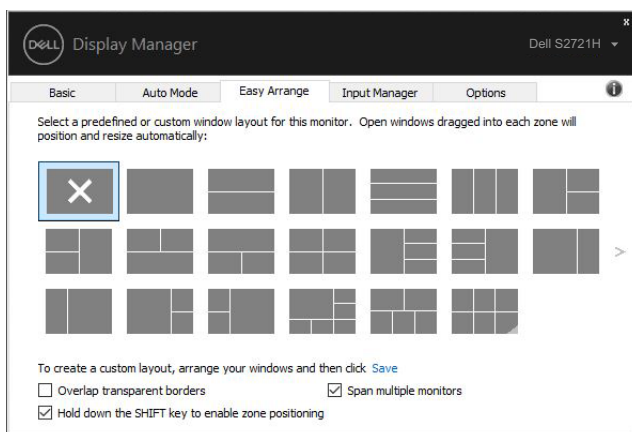 x
DELL Display Manager Dell S2721H
Basic Auto Mode Easy Arrange Input Manager Options
Select a predefined or custom window layout for this monitor. Open windows dragged into each zone will
position and resize automatically:
To create a custom layout, arrange your windows and then click Save
Overlap transparent borders Span multiple monitors
Hold down the SHIFT key to enable zone positioning